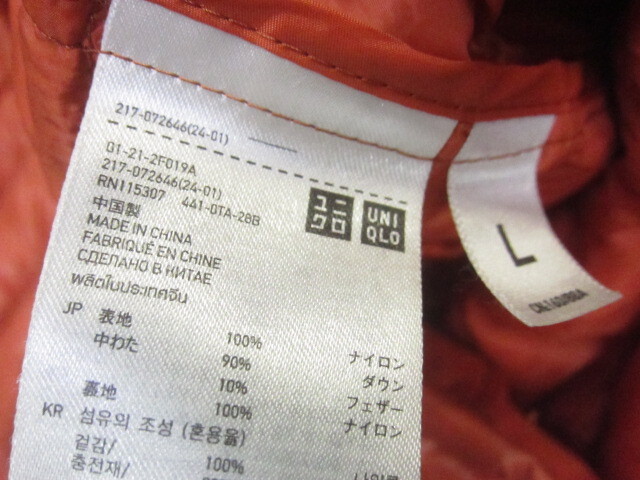 217-072646(24-01)
01-21-2F019A
217-072646(24-01)
RN115307 441-0TA-28B
ユニクロ
UNIQLO
中国製
MADE IN CHINA
FABRIQUÉ EN CHINE
СДЕЛАНО В КИТАЕ
ผลิตในประเทศจีน
JP 表地 100% ナイロン
中わた 90% ダウン
10% フェザー
裏地 100% ナイロン
KR 섬유의 조성 (혼용율)
겉감/ 100%
충전재/
L